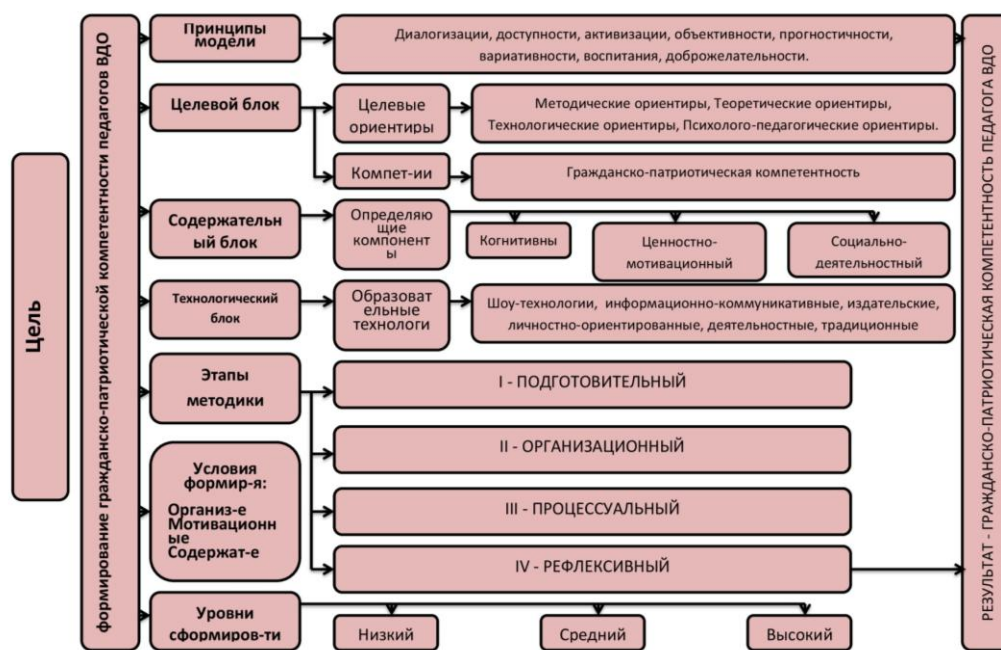 Цель
формирование гражданско-патриотической компетентности педагогов ВДО
Принципы
модели
Диалогизации, доступности, активизации, объективности, прогностичности,
вариативности, воспитания, доброжелательности.
Целевой блок
Целевые
ориентиры
Методические ориентиры, Теоретические ориентиры,
Технологические ориентиры, Психолого-педагогические ориентиры.
Компет-ии
Гражданско-патриотическая компетентность
Содержательн
ый блок
Определяю
щие
компонент
ы
Когнитивны
Ценностно-
мотивационный
Социально-
деятельностный
Технологический
блок
Образоват
ельные
технологи
Шоу-технологии, информационно-коммуникативные, издательские,
личностно-ориентированные, деятельностные, традиционные
Этапы
методики
I - ПОДГОТОВИТЕЛЬНЫЙ
II - ОРГАНИЗАЦИОННЫЙ
III - ПРОЦЕССУАЛЬНЫЙ
IV - РЕФЛЕКСИВНЫЙ
Условия
формир-я:
Организ-е
Мотивационн
ые
Содержат-е
Уровни
сформиров-ти
Низкий
Средний
Высокий
РЕЗУЛЬТАТ - ГРАЖДАНСКО-ПАТРИОТИЧЕСКАЯ КОМПЕТЕНТНОСТЬ ПЕДАГОГА ВДО